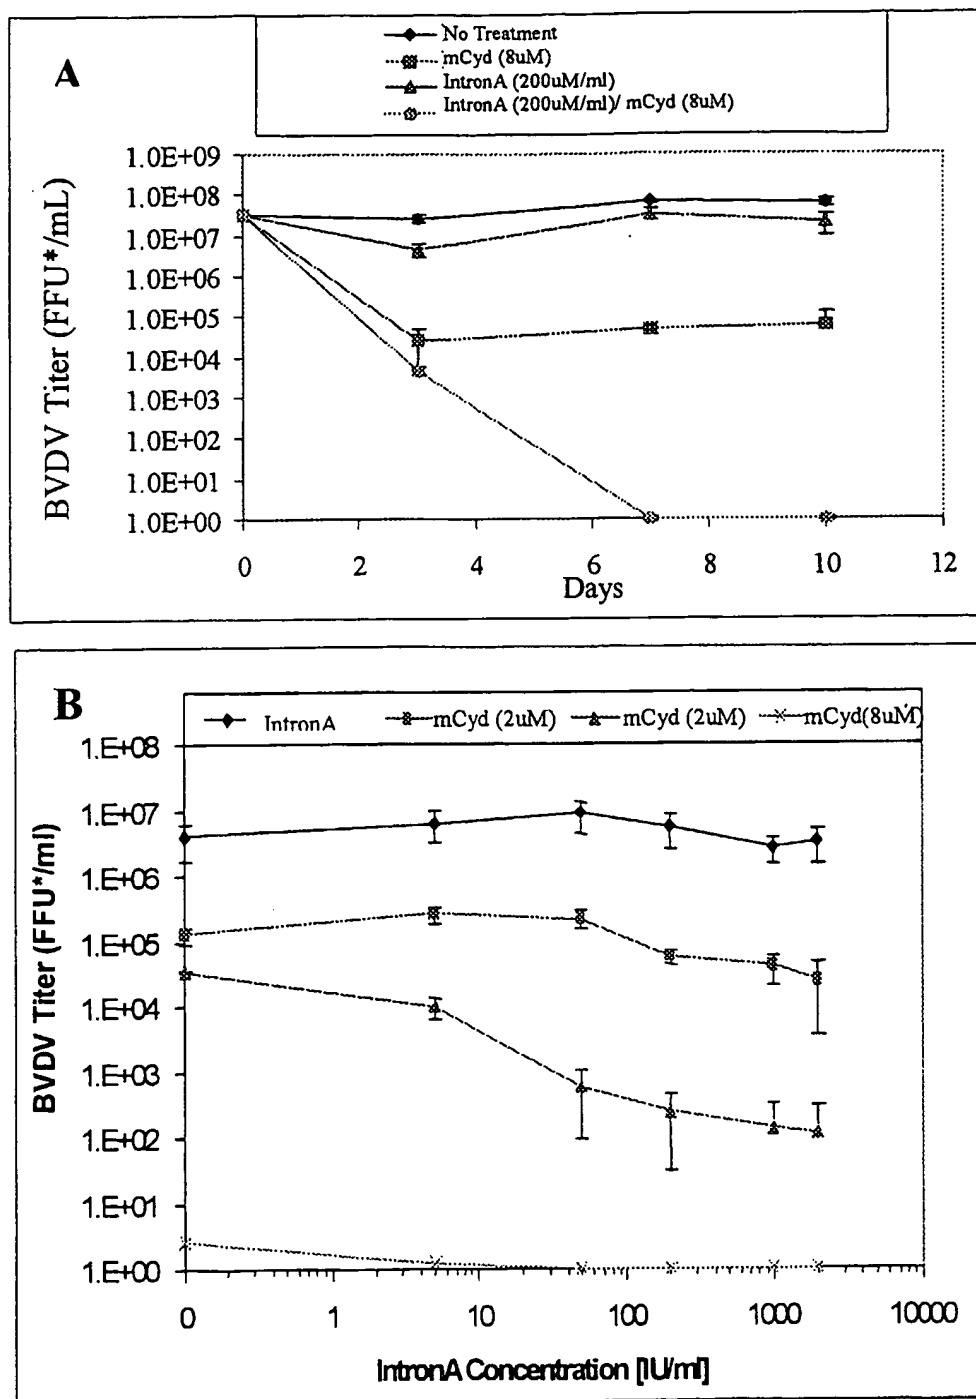 A
No Treatment
mCyd (8uM)
IntronA (200uM/ml)
IntronA (200uM/ml)/ mCyd (8uM)
BVDV Titer (FFU*/mL)
1.0E+09
1.0E+08
1.0E+07
1.0E+06
1.0E+05
1.0E+04
1.0E+03
1.0E+02
1.0E+01
1.0E+00
0 2 4 6 8 10 12
Days
B
IntronA mCyd (2uM) mCyd (2uM) mCyd(8uM)
BVDV Titer (FFU*/ml)
1.E+08
1.E+07
1.E+06
1.E+05
1.E+04
1.E+03
1.E+02
1.E+01
1.E+00
0 1 10 100 1000 10000
IntronA Concentration [IU/ml]